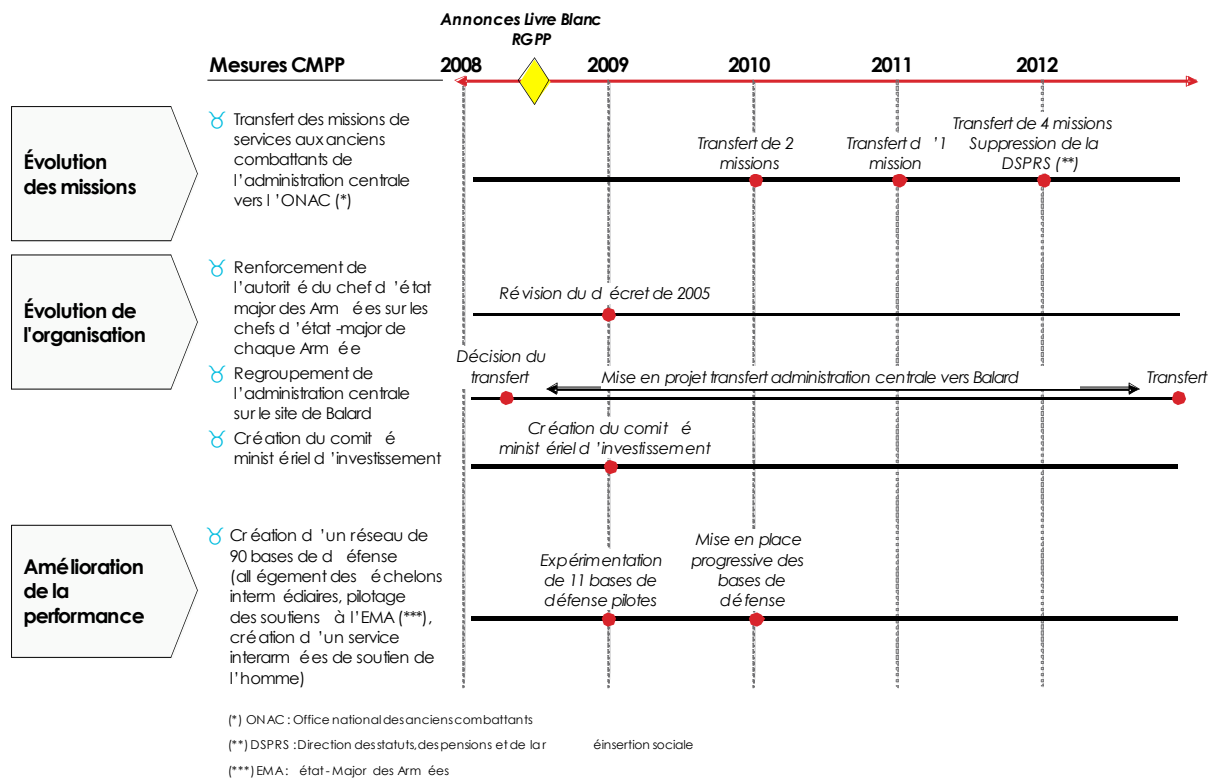 Annonces Livre Blanc
RGPP
Mesures CMPP
2008
2009
2010
2011
2012
Évolution
des missions
Transfert des missions de
services aux anciens
combattants de
l'administration centrale
vers l'ONAC (*)
Transfert de 2
missions
Transfert d'1
mission
Transfert de 4 missions
Suppression de la
DSPRS (**)
Évolution de
l'organisation
Renforcement de
l'autorité du chef d'état
major des Armées sur les
chefs d'état-major de
chaque Armée
Révision du décret de 2005
Regroupement de
l'administration centrale
sur le site de Balard
Décision du
transfert
Mise en projet transfert administration centrale vers Balard
Transfert
Création du comité
ministériel d'investissement
Création du comité
ministériel d'investissement
Amélioration
de la
performance
Création d'un réseau de
90 bases de défense
(allégement des échelons
intermédiaires, pilotage
des soutiens à l'EMA (***),
création d'un service
interarmées de soutien de
l'homme)
Expérimentation
de 11 bases de
défense pilotes
Mise en place
progressive des
bases de
défense
(*) ONAC : Office national des anciens combattants
(**) DSPRS : Direction des statuts, des pensions et de la réinsertion sociale
(***) EMA : état-Major des Armées